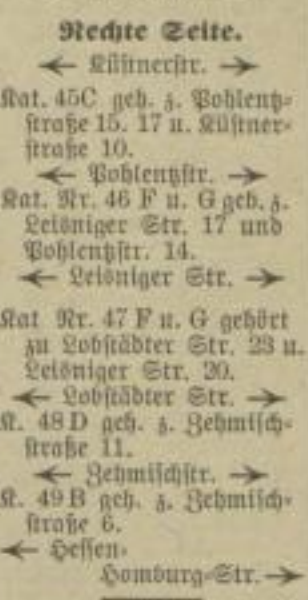 Rechte Seite.
← Küstnerstr. →
Kat. 45C geh. z. Pohlentz-
straße 15. 17 u. Küstner-
straße 10.
← Pohlentzstr. →
Kat. Nr. 46 F u. G geh. z.
Leisniger Str. 17 und
Pohlentzstr. 14.
← Leisniger Str. →
Kat Nr. 47 F u. G gehört
zu Lobstädter Str. 23 u.
Leisniger Str. 20.
← Lobstädter Str. →
K. 48 D geh. z. Zehmisch-
straße 11.
← Zehmischstr. →
K. 49 B geh. z. Zehmisch-
straße 6.
← Hessen-
Homburg-Str. →